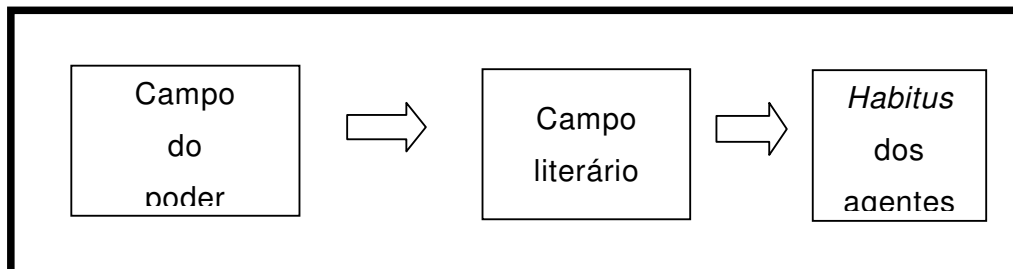 Campo
do
poder
Campo
literário
Habitus
dos
agentes